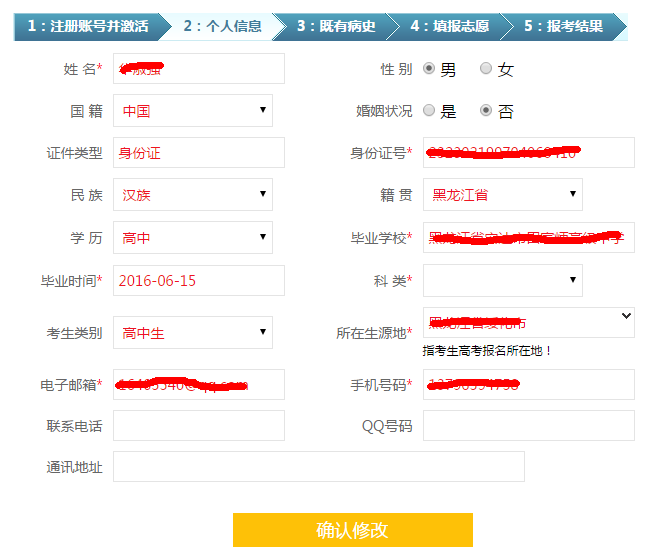 1：注册账号并激活 2：个人信息 3：既有病史 4：填报志愿 5：报考结果
姓 名* 性 别 男 女
国 籍 中国 婚姻状况 是 否
证件类型 身份证 身份证号*
民 族 汉族 籍 贯 黑龙江省
学 历 高中 毕业学校*
毕业时间* 2016-06-15 科 类*
考生类别 高中生 所在生源地*
指考生高考报名所在地！
电子邮箱* 手机号码*
联系电话 QQ号码
通讯地址
确认修改